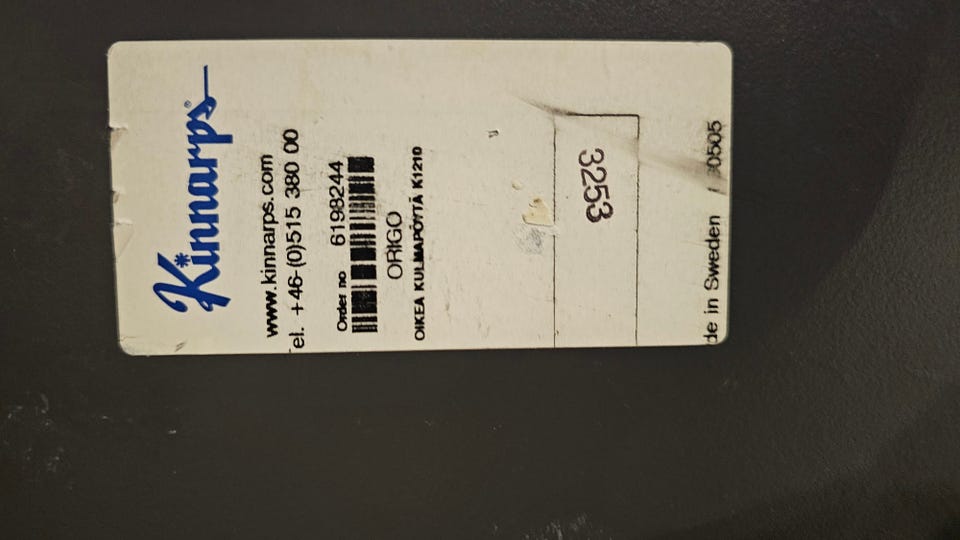 Kinnarps®
www.kinnarps.com
el. +46-(0)515 380 00
Order no 6198244
ORIGO
OIKEA KULMAPÖYTÄ K1210
3253
de in Sweden